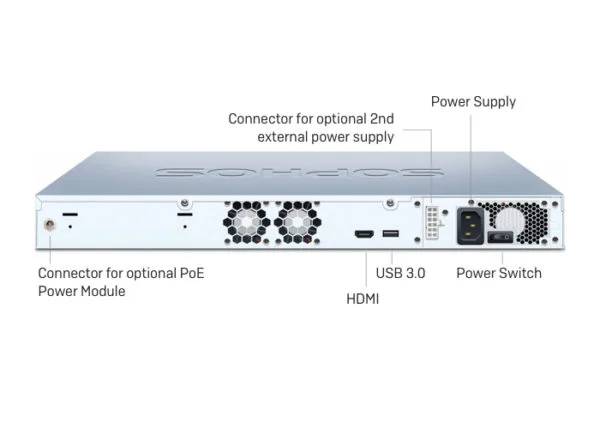 Power Supply
Connector for optional 2nd
external power supply
SOPHOS
Connector for optional PoE
Power Module
HDMI
USB 3.0
Power Switch